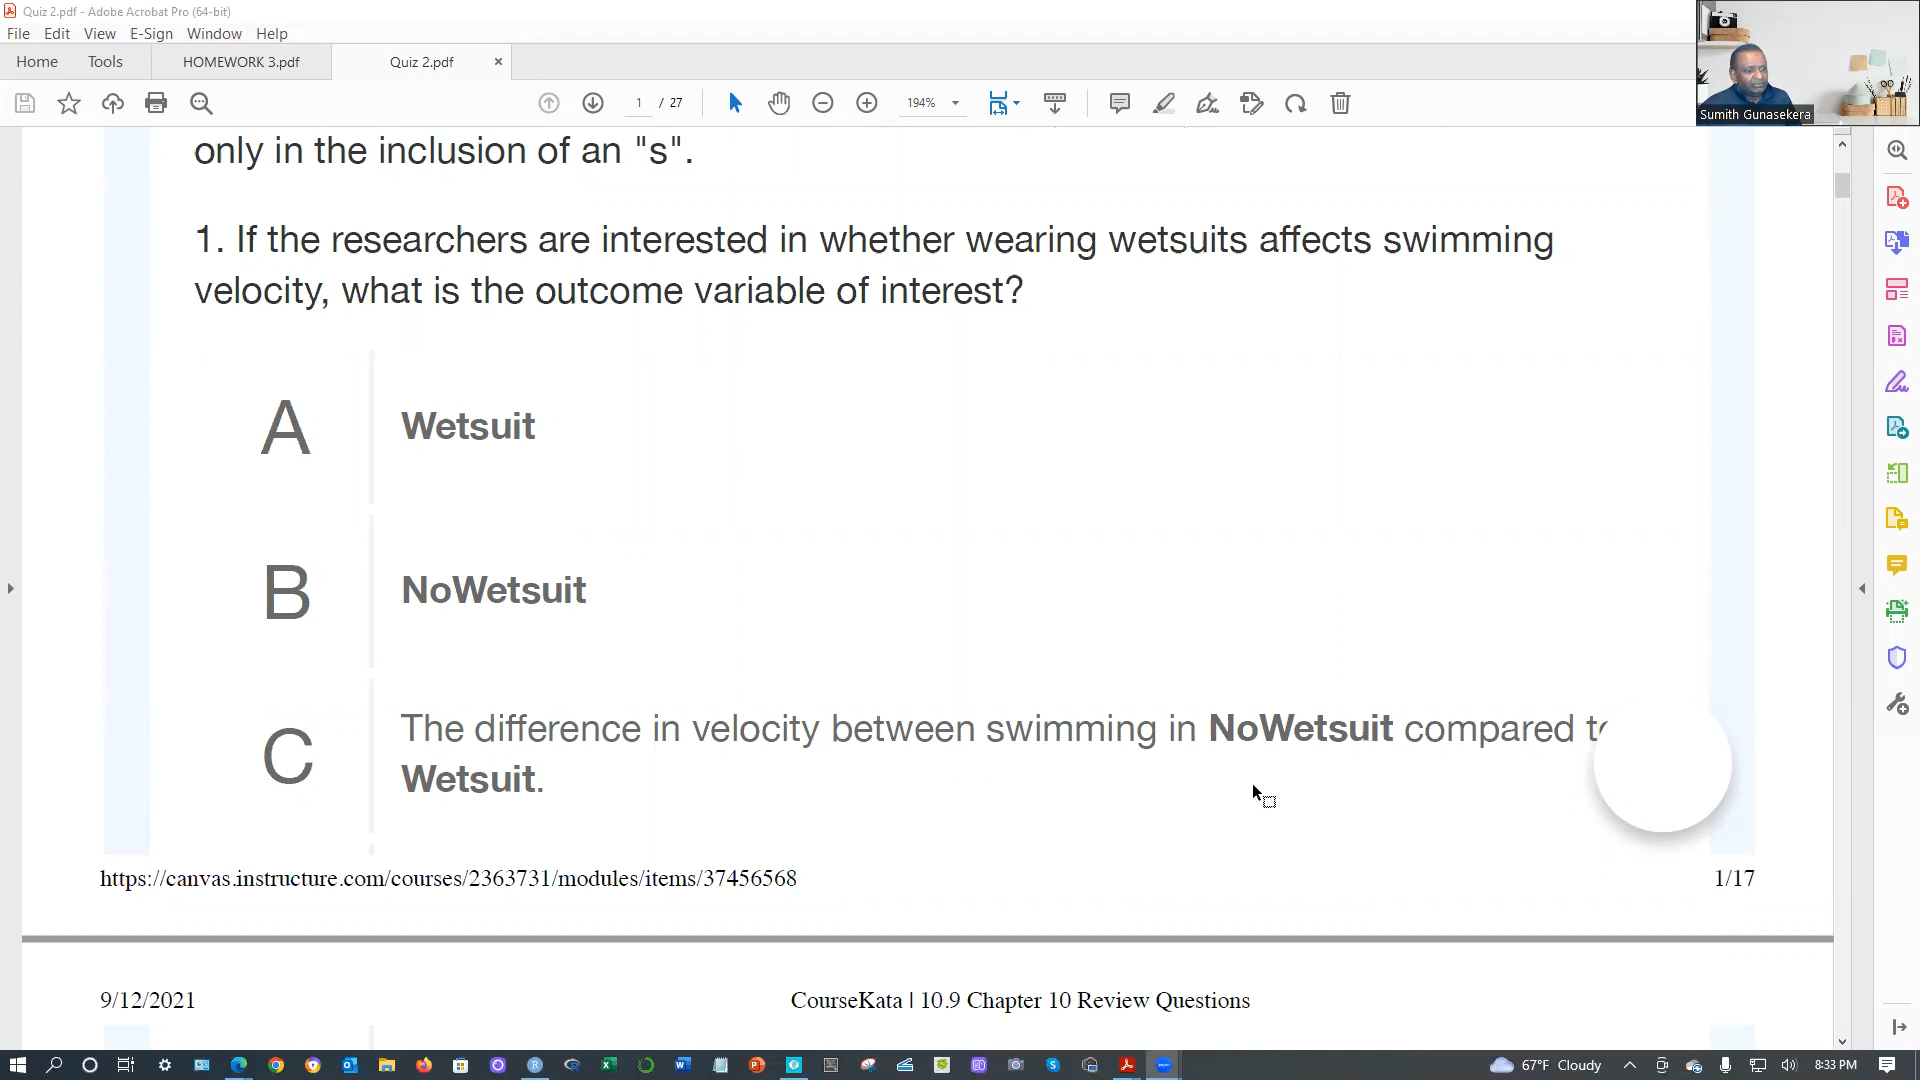 Quiz 2.pdf - Adobe Acrobat Pro (64-bit)
File Edit View E-Sign Window Help
Home Tools HOMEWORK 3.pdf Quiz 2.pdf ×
1 / 27 194%
Sumith Gunasekera
only in the inclusion of an "s".
1. If the researchers are interested in whether wearing wetsuits affects swimming
velocity, what is the outcome variable of interest?
A Wetsuit
B NoWetsuit
C The difference in velocity between swimming in NoWetsuit compared to
Wetsuit.
https://canvas.instructure.com/courses/2363731/modules/items/37456568 1/17
9/12/2021 CourseKata | 10.9 Chapter 10 Review Questions
67°F Cloudy 8:33 PM